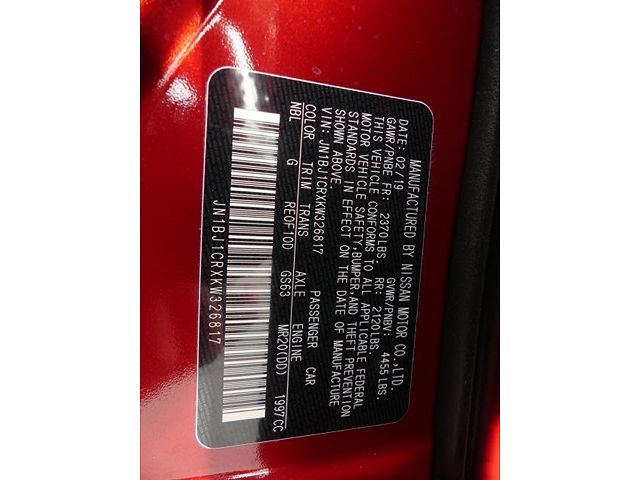 MANUFACTURED BY NISSAN MOTOR CO.,LTD.
DATE: 02/19 GVWR/PNBV: 4455 LBS.
GAWR/PNBE FR: 2370LBS. RR: 2120LBS.
THIS VEHICLE CONFORMS TO ALL APPLICABLE FEDERAL
MOTOR VEHICLE SAFETY,BUMPER,AND THEFT PREVENTION
STANDARDS IN EFFECT ON THE DATE OF MANUFACTURE
SHOWN ABOVE.
VIN: JN1BJ1CRXKW326817 PASSENGER CAR
COLOR TRIM TRANS AXLE ENGINE
NBL G RE0F10D GS63 MR20(DD) 1997CC
JN1BJ1CRXKW326817